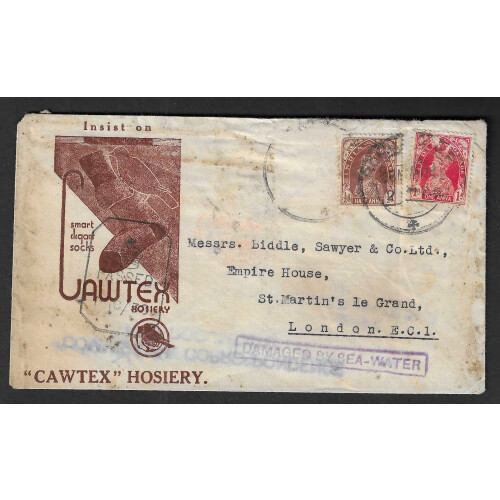 Insist on
smart
elegant
socks
CAWTEX
HOSIERY
"CAWTEX" HOSIERY.
PASSED
HALF ANNA
ONE ANNA
Messrs. Biddle, Sawyer & Co.Ltd.,
Empire House,
St.Martin's le Grand,
London. E.C.1.
DAMAGED BY SEA-WATER